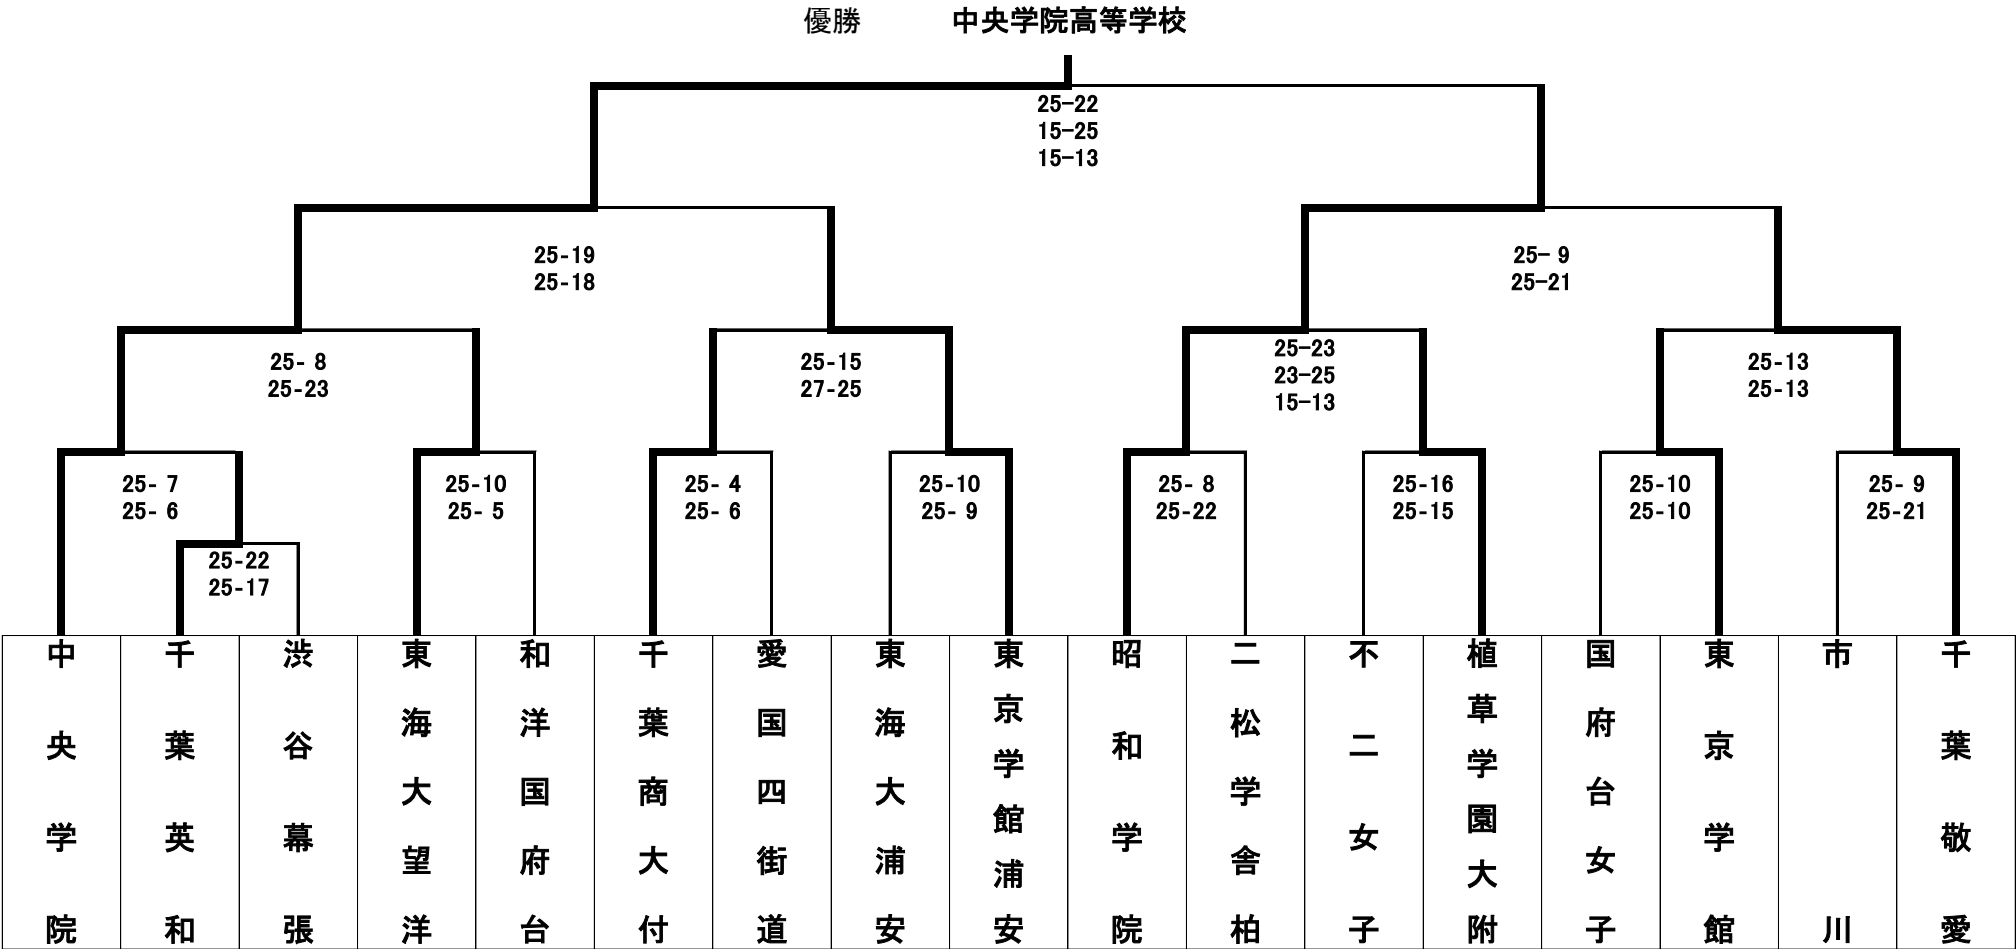 優勝 中央学院高等学校
25-22
15-25
15-13
25-19
25-18
25- 9
25-21
25- 8
25-23
25-15
27-25
25-23
23-25
15-13
25-13
25-13
25- 7
25- 6
25-10
25- 5
25- 4
25- 6
25-10
25- 9
25- 8
25-22
25-16
25-15
25-10
25-10
25- 9
25-21
25-22
25-17
中央学院
千葉英和
渋谷幕張
東海大望洋
和洋国府台
千葉商大付
愛国四街道
東海大浦安
東京学館浦安
昭和学院
二松学舎柏
不二女子
植草学園大附
国府台女子
東京学館
市川
千葉敬愛